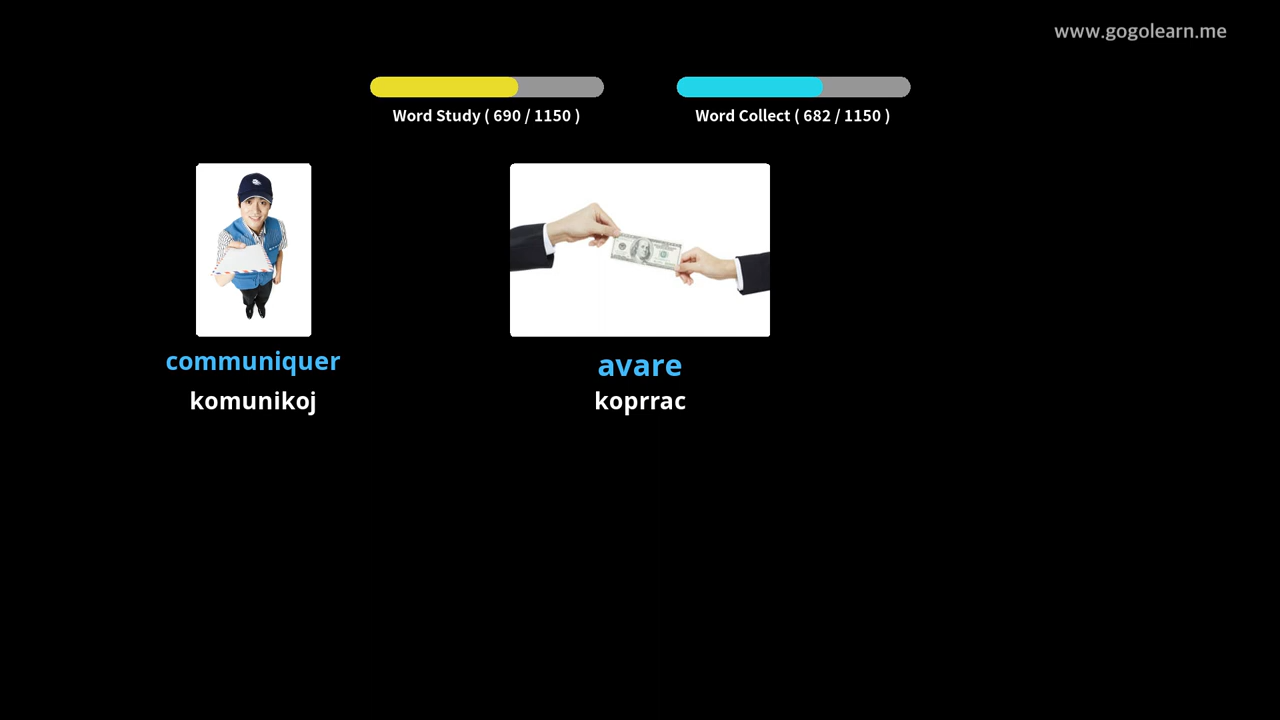 www.gogolearn.me
Word Study ( 690 / 1150 )
Word Collect ( 682 / 1150 )
communiquer
komunikoj
avare
koprrac